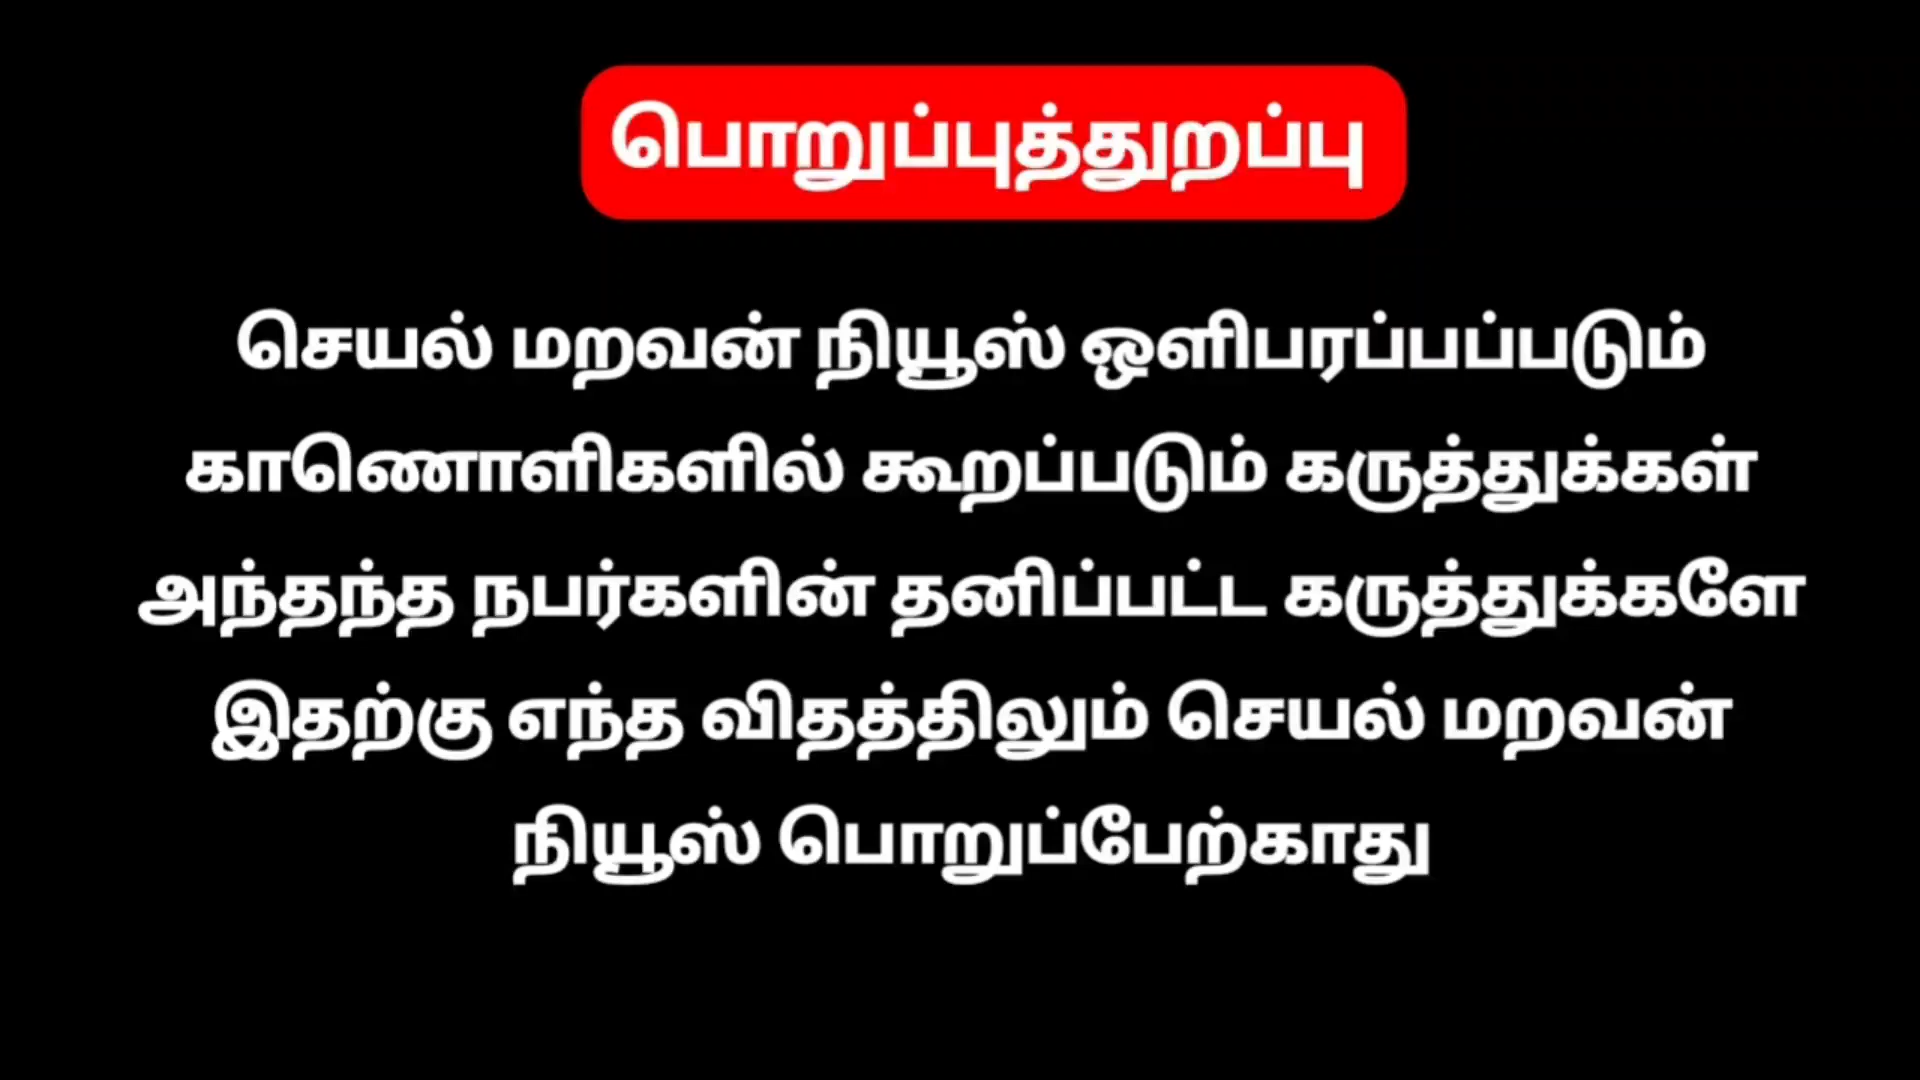 பொறுப்புத்துறப்பு
செயல் மறவன் நியூஸ் ஒளிபரப்பப்படும்
காணொளிகளில் கூறப்படும் கருத்துக்கள்
அந்தந்த நபர்களின் தனிப்பட்ட கருத்துக்களே
இதற்கு எந்த விதத்திலும் செயல் மறவன்
நியூஸ் பொறுப்பேற்காது